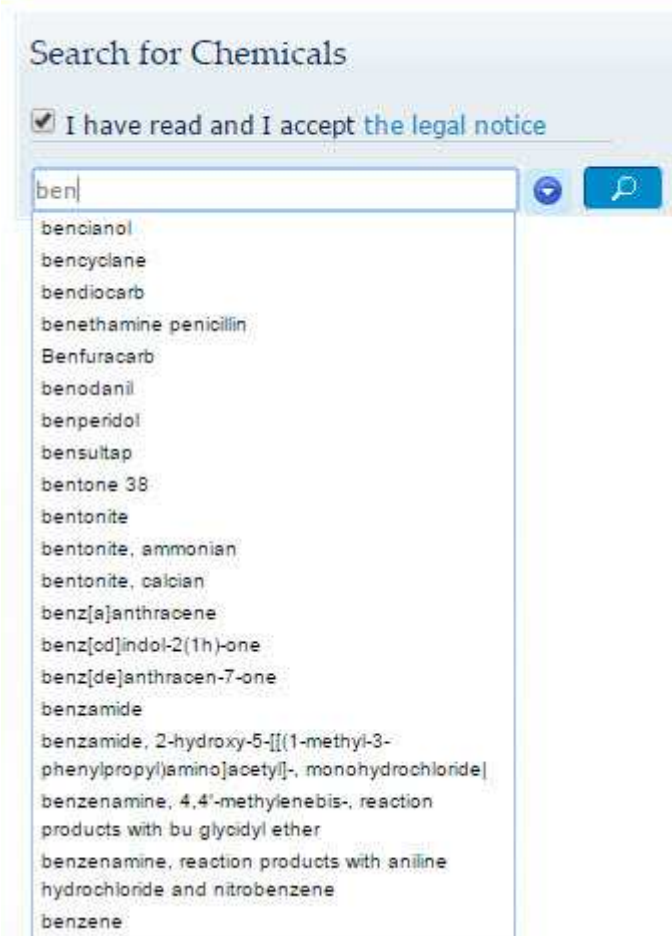 Search for Chemicals
I have read and I accept the legal notice
ben
bencianol
bencyclane
bendiocarb
benethamine penicillin
Benfuracarb
benodanil
benperidol
bensultap
bentone 38
bentonite
bentonite, ammonian
bentonite, calcian
benz[a]anthracene
benz[cd]indol-2(1h)-one
benz[de]anthracen-7-one
benzamide
benzamide, 2-hydroxy-5-[[(1-methyl-3-
phenylpropyl)amino]acetyl]-, monohydrochloride|
benzenamine, 4,4'-methylenebis-, reaction
products with bu glycidyl ether
benzenamine, reaction products with aniline
hydrochloride and nitrobenzene
benzene